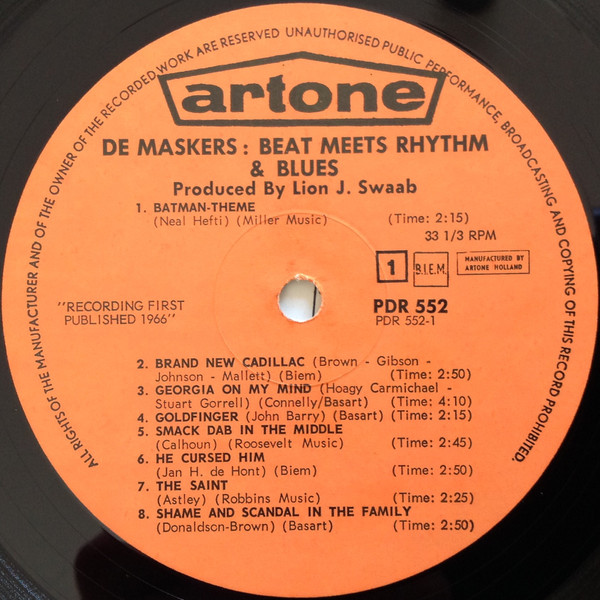 ALL RIGHTS OF THE MANUFACTURER AND OF THE OWNER OF THE RECORDED WORK ARE RESERVED UNAUTHORISED PUBLIC PERFORMANCE, BROADCASTING AND COPYING OF THIS RECORD PROHIBITED.
artone
DE MASKERS: BEAT MEETS RHYTHM
& BLUES
Produced By Lion J. Swaab
1. BATMAN-THEME
(Neal Hefti) (Miller Music) (Time: 2:15)
33 1/3 RPM
1 B.I.E.M. MANUFACTURED BY
ARTONE HOLLAND
"RECORDING FIRST
PUBLISHED 1966"
PDR 552
PDR 552-1
2. BRAND NEW CADILLAC (Brown - Gibson -
Johnson - Mallett) (Biem) (Time: 2:50)
3. GEORGIA ON MY MIND (Hoagy Carmichael -
Stuart Gorrell) (Connelly/Basart) (Time: 4:10)
4. GOLDFINGER (John Barry) (Basart) (Time: 2:15)
5. SMACK DAB IN THE MIDDLE
(Calhoun) (Roosevelt Music) (Time: 2:45)
6. HE CURSED HIM
(Jan H. de Hont) (Biem) (Time: 2:50)
7. THE SAINT
(Astley) (Robbins Music) (Time: 2:25)
8. SHAME AND SCANDAL IN THE FAMILY
(Donaldson-Brown) (Basart) (Time: 2:50)